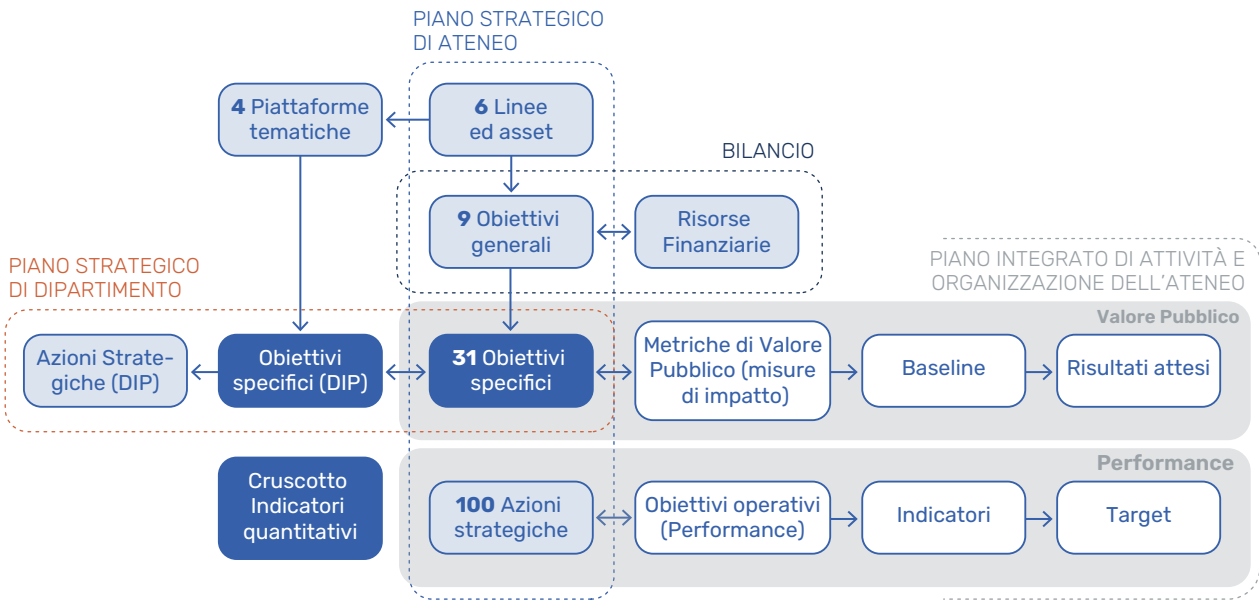 PIANO STRATEGICO
DI ATENEO
4 Piattaforme
tematiche
6 Linee
ed asset
BILANCIO
9 Obiettivi
generali
Risorse
Finanziarie
PIANO STRATEGICO
DI DIPARTIMENTO
PIANO INTEGRATO DI ATTIVITÀ E
ORGANIZZAZIONE DELL'ATENEO
Valore Pubblico
Azioni Strate-
giche (DIP)
Obiettivi
specifici (DIP)
31 Obiettivi
specifici
Metriche di Valore
Pubblico (misure
di impatto)
Baseline
Risultati attesi
Performance
Cruscotto
Indicatori
quantitativi
100 Azioni
strategiche
Obiettivi operativi
(Performance)
Indicatori
Target